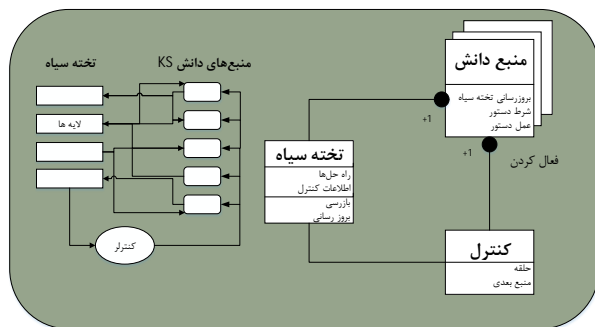 تخته سیاه
منبع‌های دانش KS
لایه ها
کنترلر
منبع دانش
بروزرسانی تخته سیاه
شرط دستور
عمل دستور
+1
+1
فعال کردن
تخته سیاه
راه حل‌ها
اطلاعات کنترل
بازرسی
بروز رسانی
کنترل
حلقه
منبع بعدی